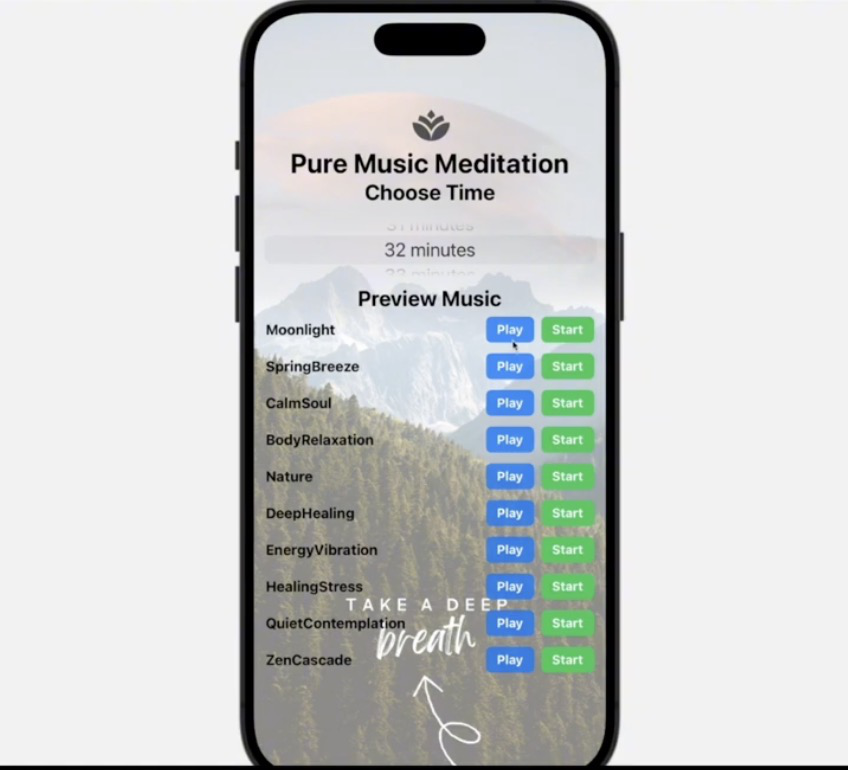 Pure Music Meditation
Choose Time
31 minutes
32 minutes
33 minutes
Preview Music
Moonlight Play Start
SpringBreeze Play Start
CalmSoul Play Start
BodyRelaxation Play Start
Nature Play Start
DeepHealing Play Start
EnergyVibration Play Start
HealingStress Play Start
TAKE A DEEP
QuietContemplation Play Start
breath
ZenCascade Play Start